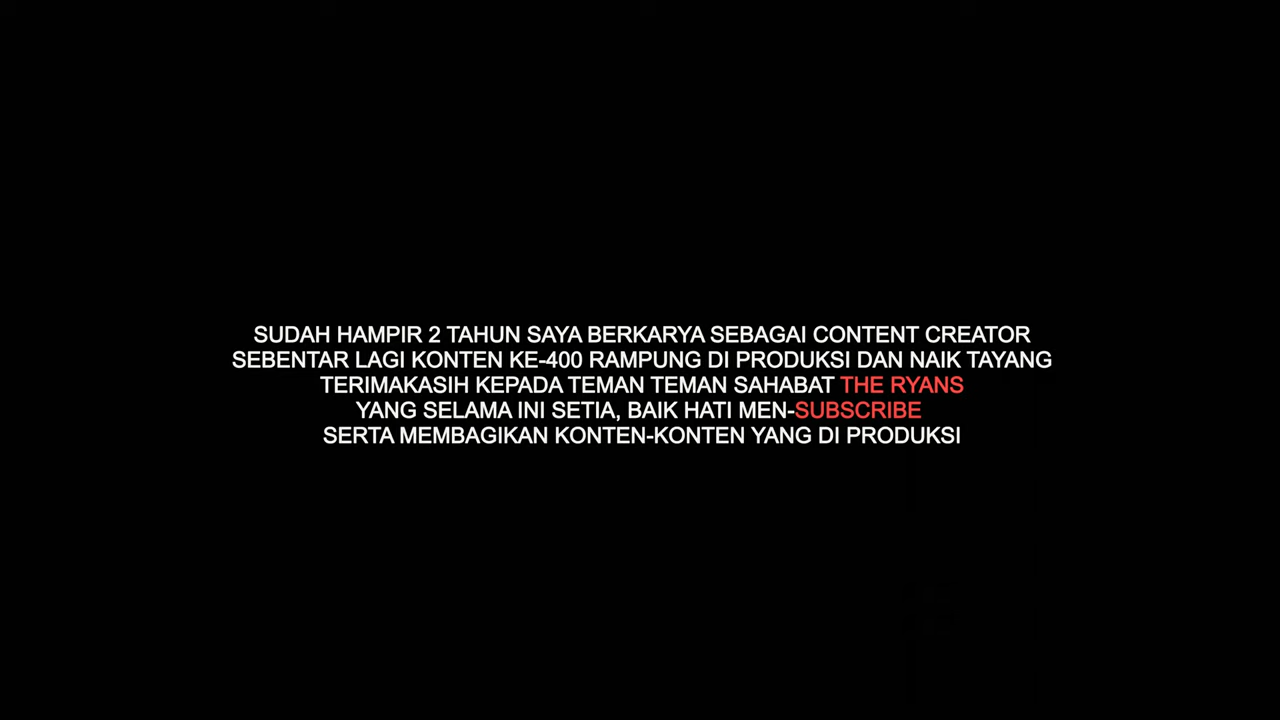 SUDAH HAMPIR 2 TAHUN SAYA BERKARYA SEBAGAI CONTENT CREATOR
SEBENTAR LAGI KONTEN KE-400 RAMPUNG DI PRODUKSI DAN NAIK TAYANG
TERIMAKASIH KEPADA TEMAN TEMAN SAHABAT THE RYANS
YANG SELAMA INI SETIA, BAIK HATI MEN-SUBSCRIBE
SERTA MEMBAGIKAN KONTEN-KONTEN YANG DI PRODUKSI